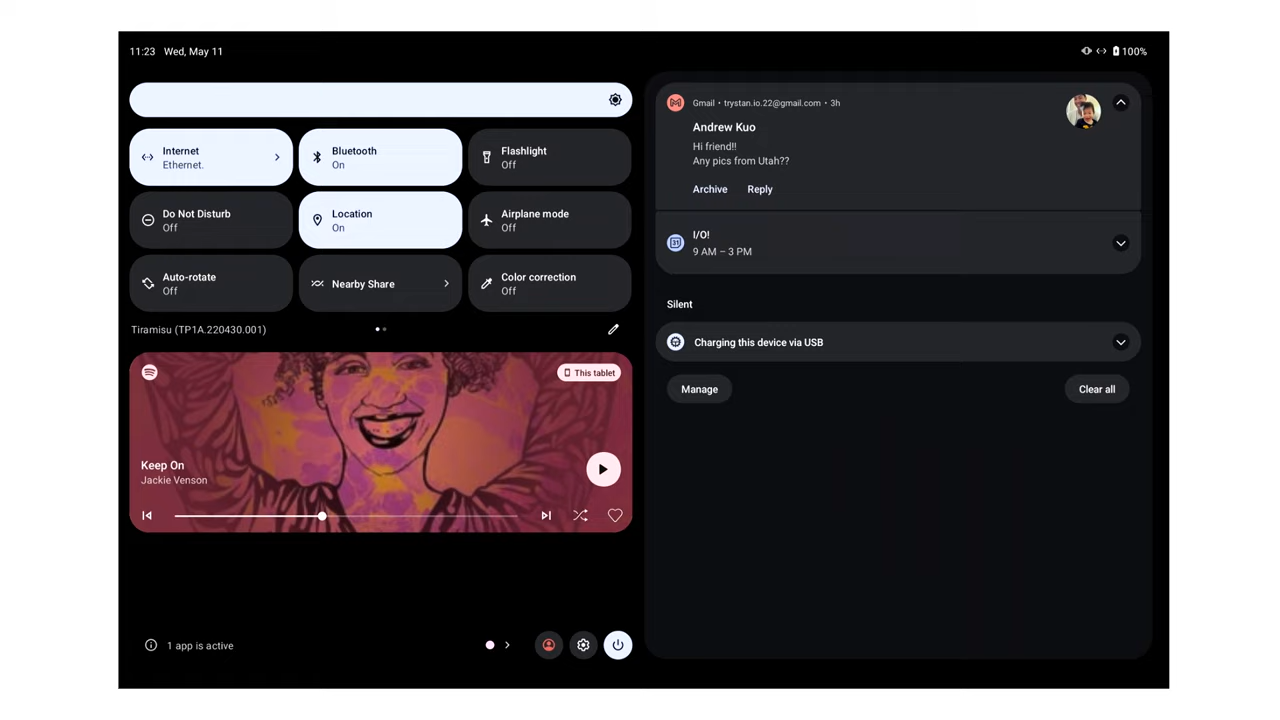 11:23 Wed, May 11
100%
Internet
Ethernet.
Bluetooth
On
Flashlight
Off
Do Not Disturb
Off
Location
On
Airplane mode
Off
Auto-rotate
Off
Nearby Share
Color correction
Off
Tiramisu (TP1A.220430.001)
This tablet
Keep On
Jackie Venson
1 app is active
Gmail • trystan.io.22@gmail.com • 3h
Andrew Kuo
Hi friend!!
Any pics from Utah??
Archive Reply
31
I/O!
9 AM – 3 PM
Silent
Charging this device via USB
Manage
Clear all